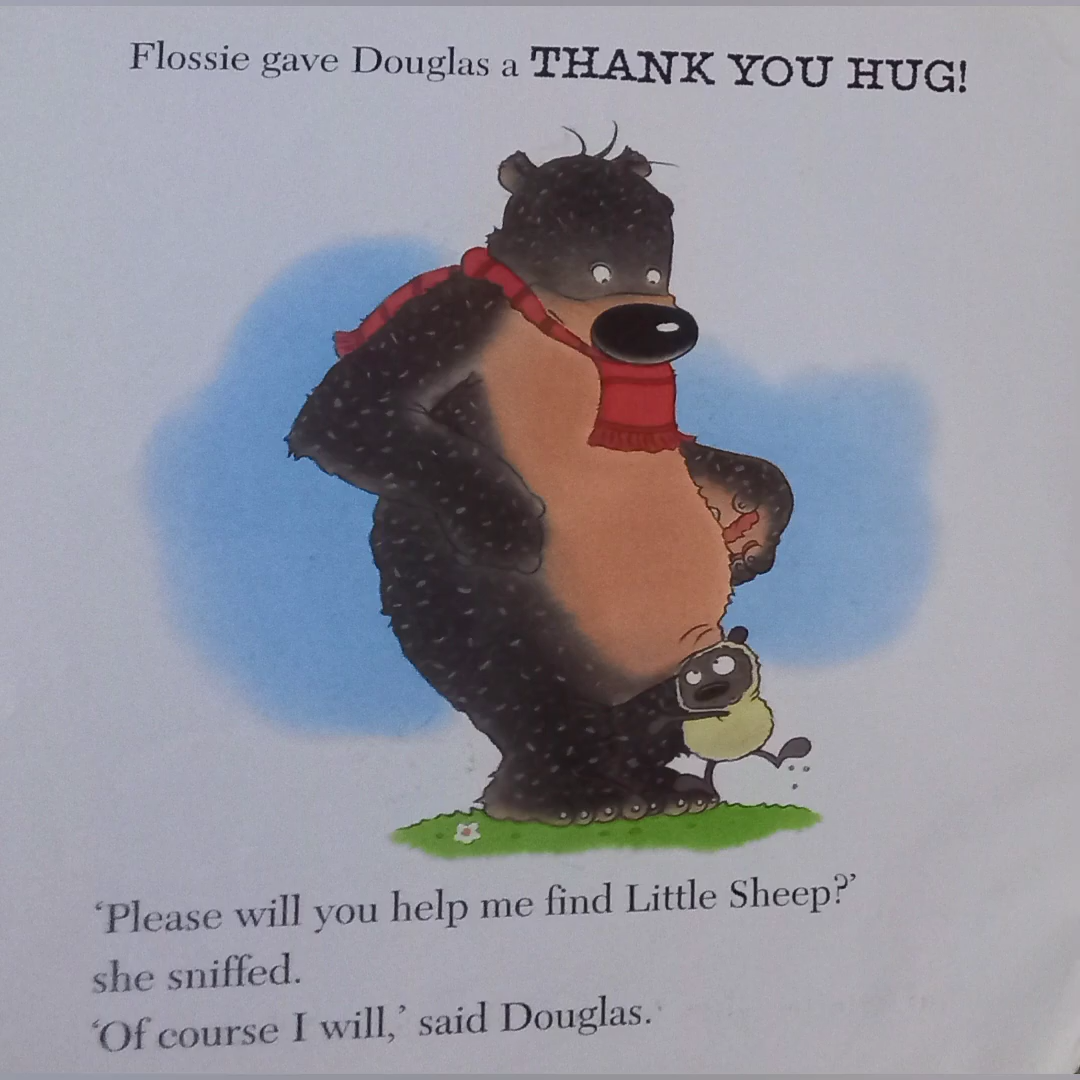 Flossie gave Douglas a THANK YOU HUG!
‘Please will you help me find Little Sheep?’
she sniffed.
‘Of course I will,’ said Douglas.